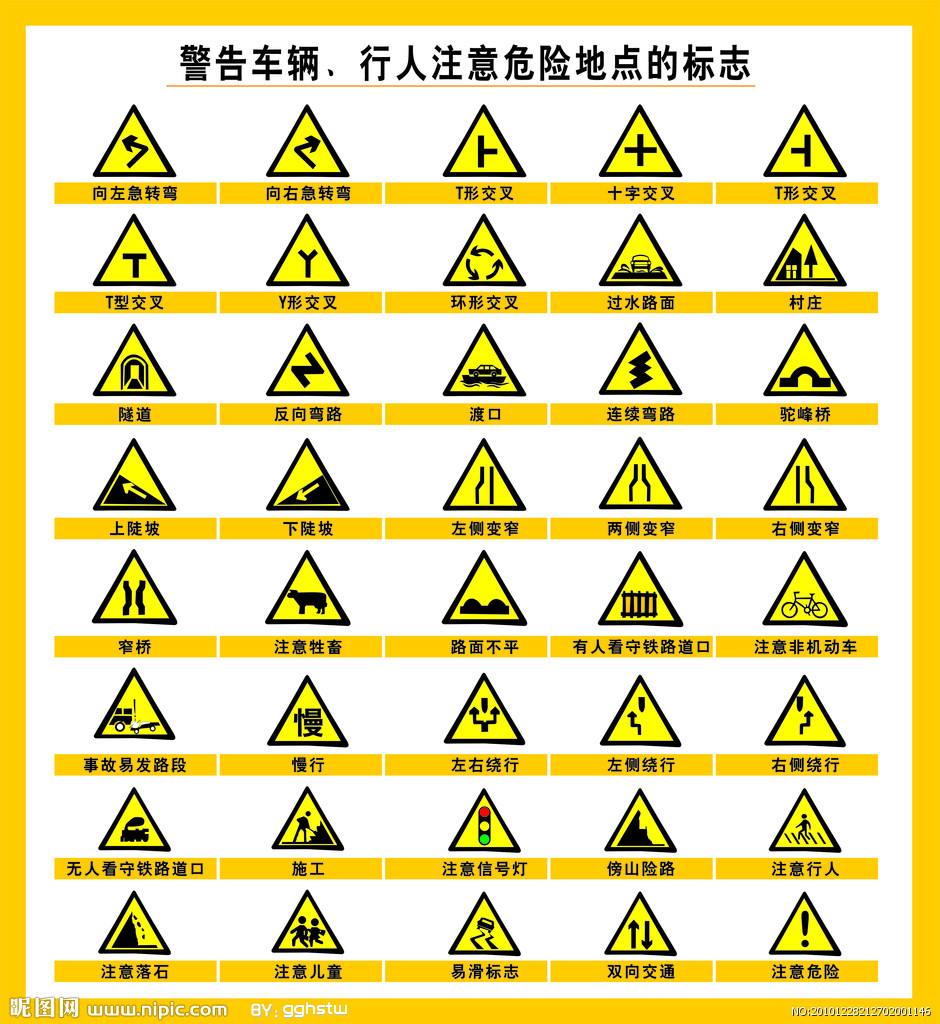 警告车辆、行人注意危险地点的标志
向左急转弯 向右急转弯 T形交叉 十字交叉 T形交叉
T型交叉 Y形交叉 环形交叉 过水路面 村庄
隧道 反向弯路 渡口 连续弯路 驼峰桥
上陡坡 下陡坡 左侧变窄 两侧变窄 右侧变窄
窄桥 注意牲畜 路面不平 有人看守铁路道口 注意非机动车
慢
事故易发路段 慢行 左右绕行 左侧绕行 右侧绕行
无人看守铁路道口 施工 注意信号灯 傍山险路 注意行人
注意落石 注意儿童 易滑标志 双向交通 注意危险
昵图网 www.nipic.com BY:gghstw NO:20101228212702001146